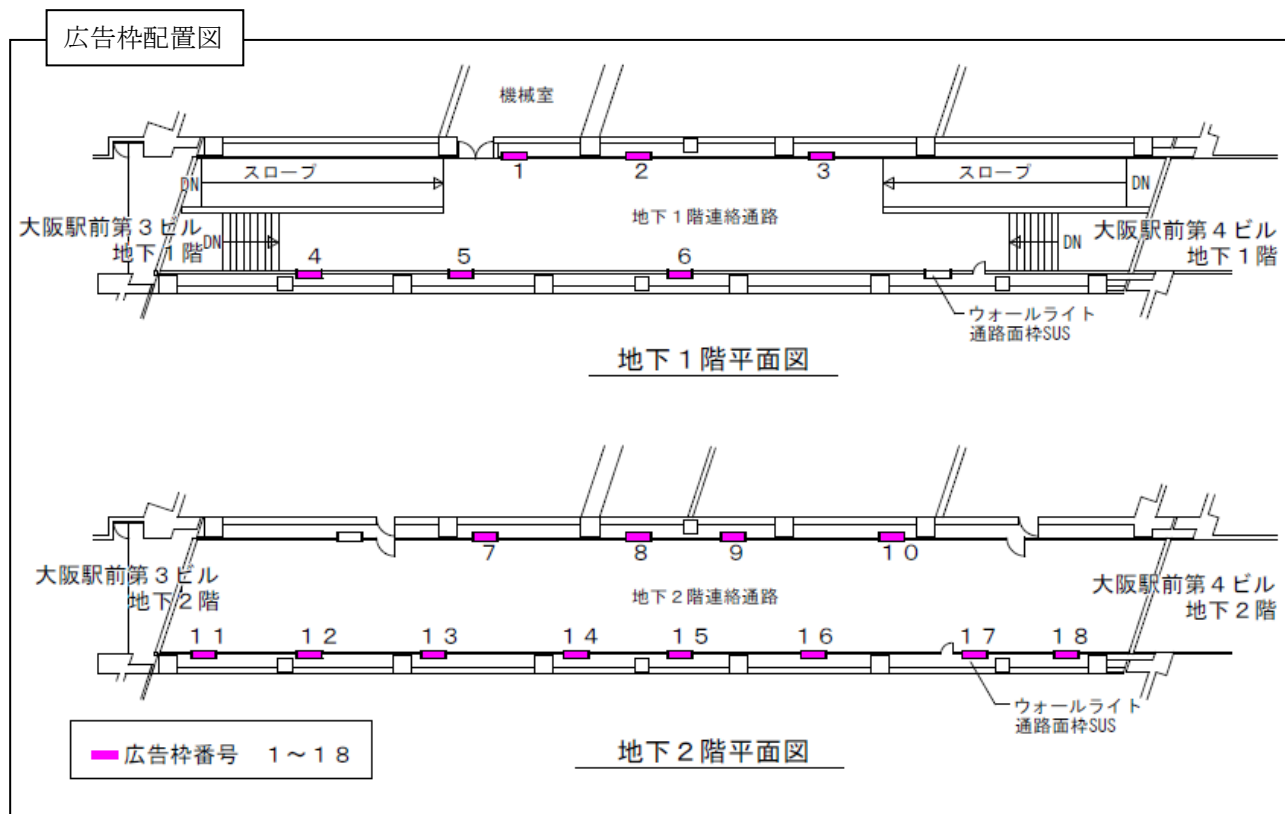 広告枠配置図
機械室
1
2
3
DN
スロープ
スロープ
DN
大阪駅前第3ビル
地下1階
DN
地下1階連絡通路
DN
大阪駅前第4ビル
地下1階
4
5
6
ウォールライト
通路面枠SUS
地下1階平面図
7
8
9
10
大阪駅前第3ビル
地下2階
地下2階連絡通路
大阪駅前第4ビル
地下2階
11
12
13
14
15
16
17
18
ウォールライト
通路面枠SUS
広告枠番号 1～18
地下2階平面図